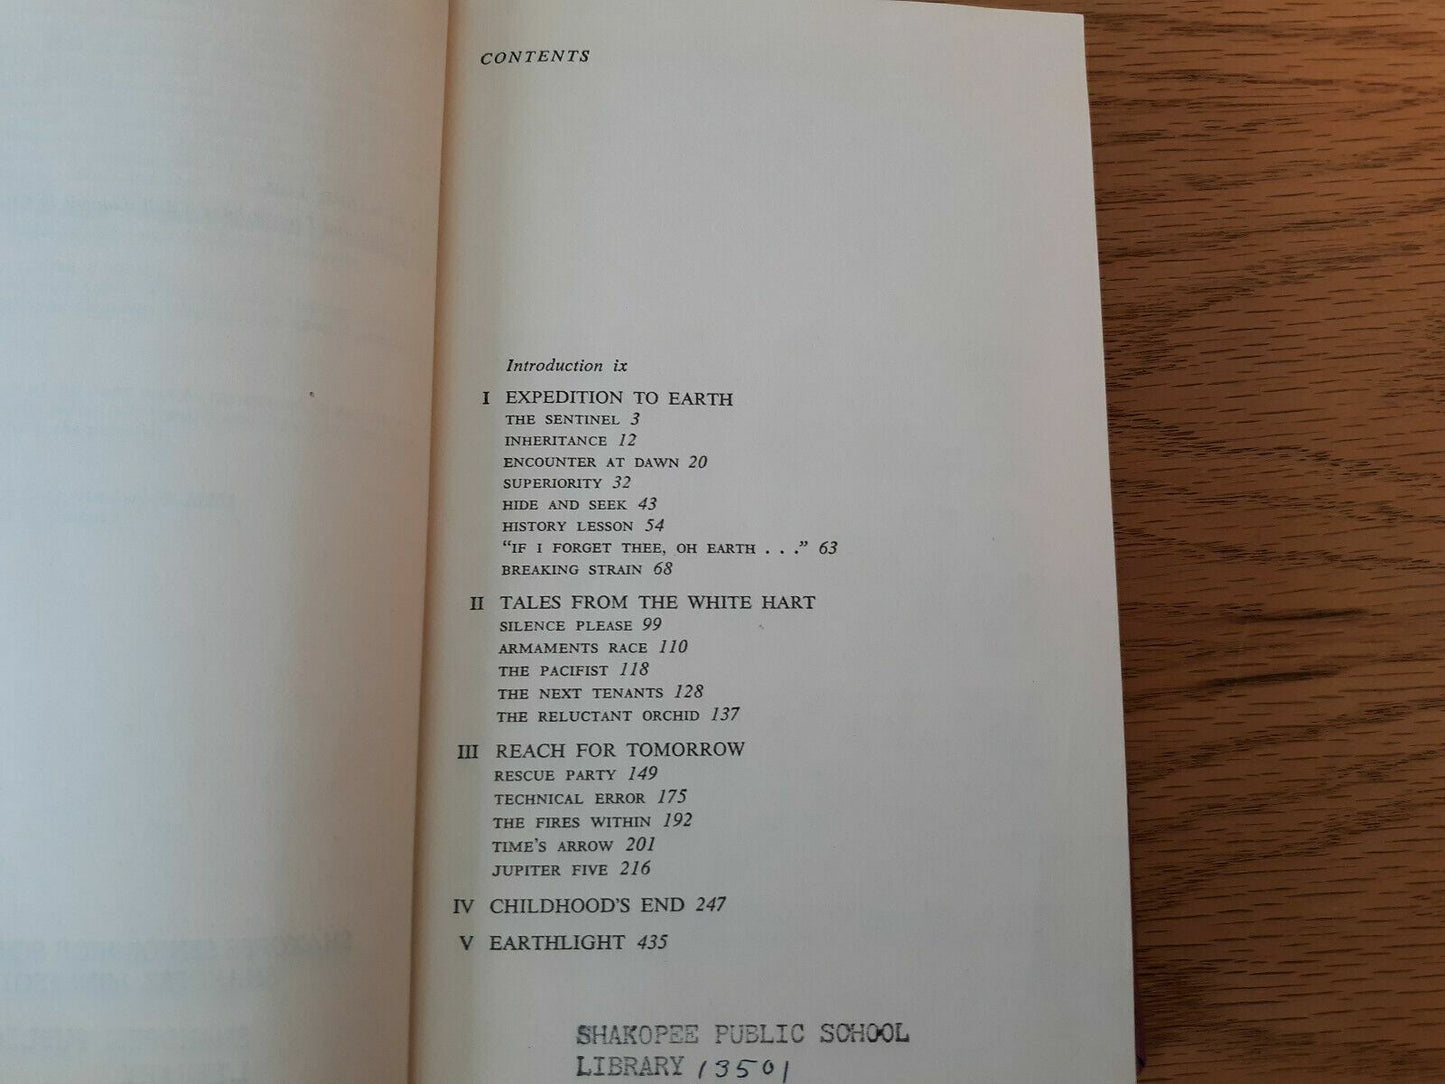 CONTENTS
Introduction ix
I EXPEDITION TO EARTH
THE SENTINEL 3
INHERITANCE 12
ENCOUNTER AT DAWN 20
SUPERIORITY 32
HIDE AND SEEK 43
HISTORY LESSON 54
“IF I FORGET THEE, OH EARTH . . .” 63
BREAKING STRAIN 68
II TALES FROM THE WHITE HART
SILENCE PLEASE 99
ARMAMENTS RACE 110
THE PACIFIST 118
THE NEXT TENANTS 128
THE RELUCTANT ORCHID 137
III REACH FOR TOMORROW
RESCUE PARTY 149
TECHNICAL ERROR 175
THE FIRES WITHIN 192
TIME'S ARROW 201
JUPITER FIVE 216
IV CHILDHOOD'S END 247
V EARTHLIGHT 435
SHAKOPEE PUBLIC SCHOOL
LIBRARY 13501